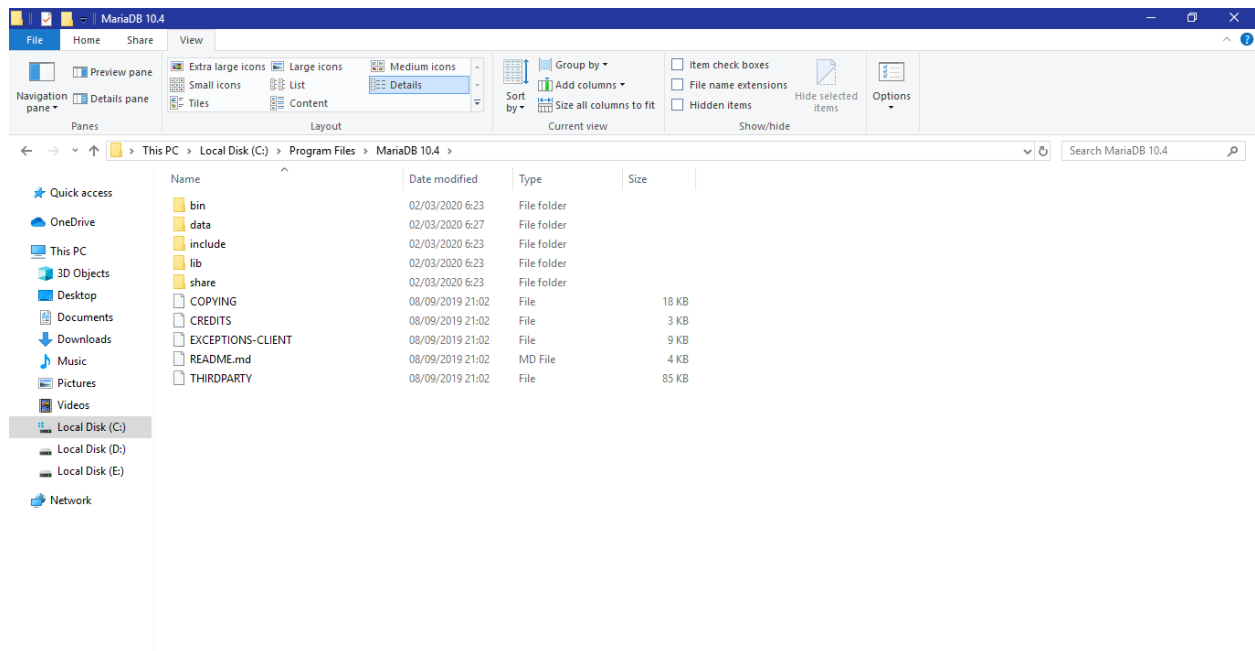 MariaDB 10.4
File Home Share View
Preview pane Extra large icons Large icons Medium icons Group by Item check boxes
Small icons List Details Add columns File name extensions
Navigation pane Details pane Tiles Content Sort by Size all columns to fit Hidden items Hide selected items Options
Panes Layout Current view Show/hide
This PC > Local Disk (C:) > Program Files > MariaDB 10.4 > Search MariaDB 10.4
Name Date modified Type Size
Quick access
OneDrive
This PC
3D Objects
Desktop
Documents
Downloads
Music
Pictures
Videos
Local Disk (C:)
Local Disk (D:)
Local Disk (E:)
Network
bin 02/03/2020 6:23 File folder
data 02/03/2020 6:27 File folder
include 02/03/2020 6:23 File folder
lib 02/03/2020 6:23 File folder
share 02/03/2020 6:23 File folder
COPYING 08/09/2019 21:02 File 18 KB
CREDITS 08/09/2019 21:02 File 3 KB
EXCEPTIONS-CLIENT 08/09/2019 21:02 File 9 KB
README.md 08/09/2019 21:02 MD File 4 KB
THIRDPARTY 08/09/2019 21:02 File 85 KB